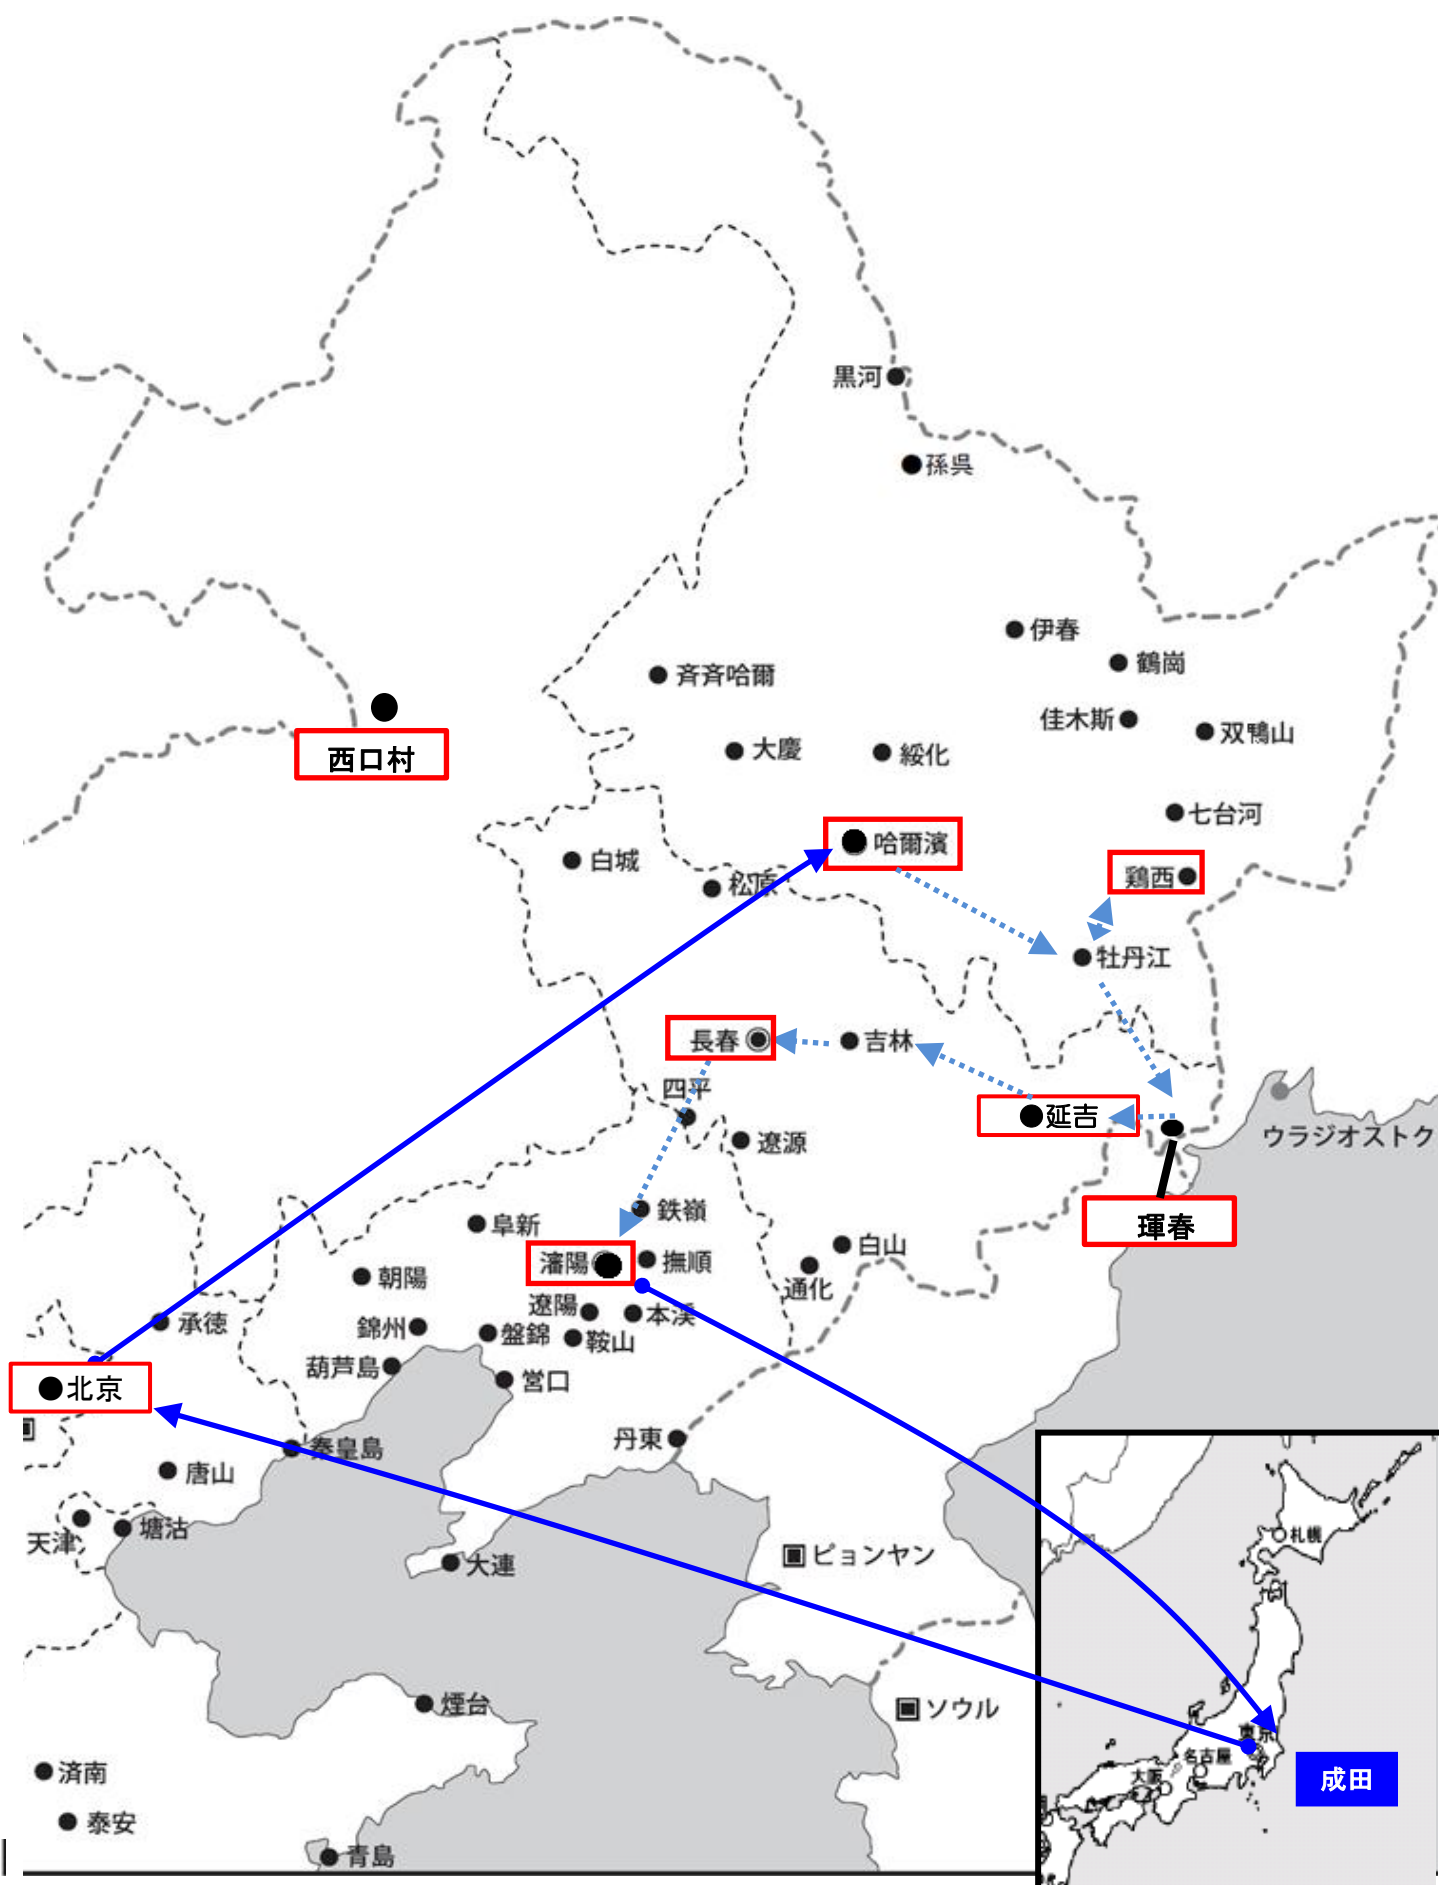 黒河
孫呉
伊春
鶴崗
斉斉哈爾
佳木斯
双鴨山
西口村
大慶
綏化
七台河
哈爾濱
白城
鶏西
松原
牡丹江
長春
吉林
四平
延吉
ウラジオストク
遼源
鉄嶺
阜新
琿春
白山
瀋陽
撫順
朝陽
通化
遼陽
本渓
承徳
錦州
盤錦
鞍山
葫芦島
営口
北京
丹東
秦皇島
唐山
塘沽
天津
大連
ピョンヤン
札幌
煙台
ソウル
東京
名古屋
大阪
済南
成田
泰安
青島